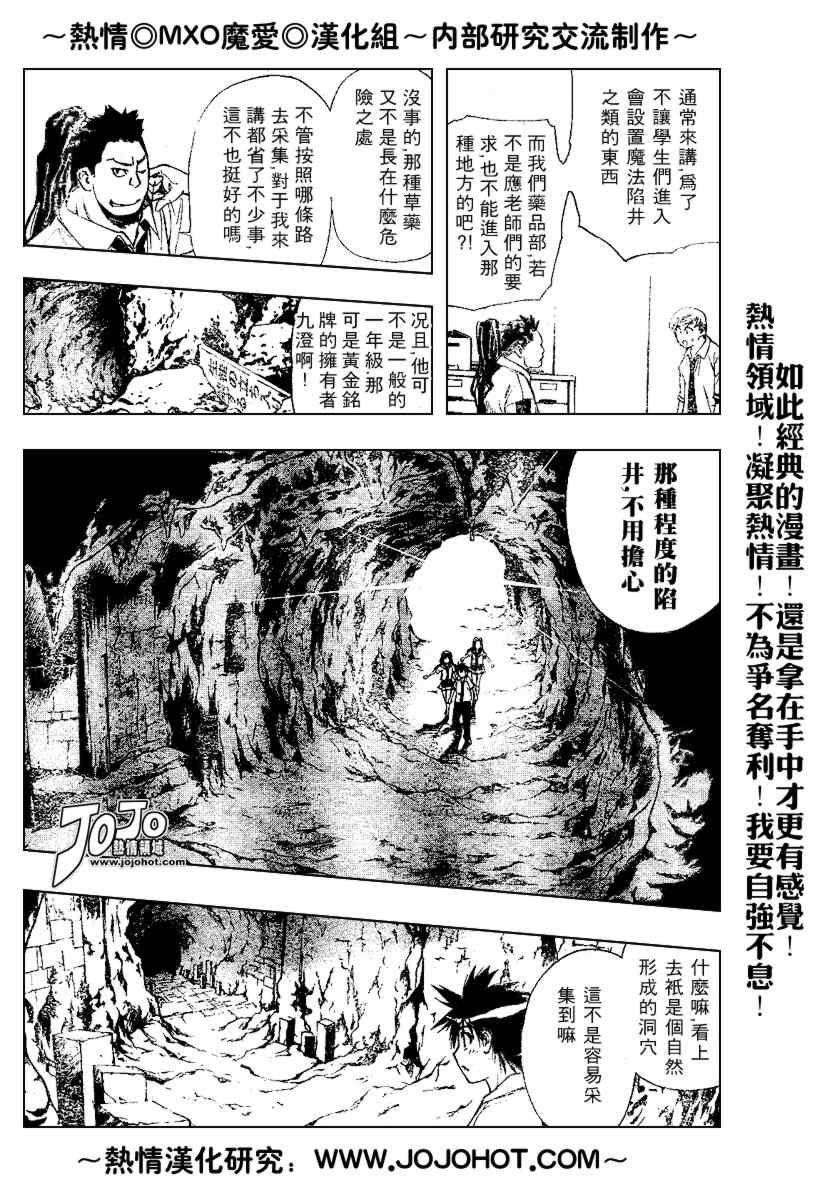 ～熱情◎MXO魔愛◎漢化組～内部研究交流制作～
通常來講,爲了
不讓學生們進入
會設置魔法陷井
之類的東西
而我們藥品部,若
不是應老師們的要
求,也不能進入那
種地方的吧?!
沒事的,那種草藥
又不是長在什麼危
險之處
不管按照哪條路
去采集,對于我來
講都省了不少事,
這不也挺好的嗎,
况且,他可
不是一般的
一年級,那
可是黃金銘
牌的擁有者
九澄啊!
那種程度的陷
井,不用擔心
什麼嘛,看上
去衹是個自然
形成的洞穴
這不是容易采
集到嘛
如此經典的漫畫!還是拿在手中才更有感覺!
熱情領域!凝聚熱情!不為爭名奪利!我要自強不息!
JOJO
熱情領域
www.jojohot.com
～熱情漢化研究：WWW.JOJOHOT.COM～